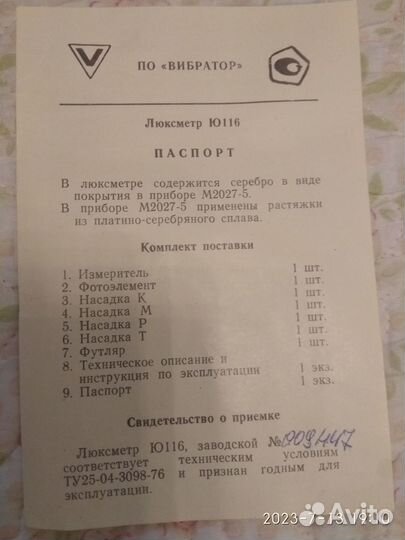 V
ПО «ВИБРАТОР»
Люксметр Ю116
ПАСПОРТ
В люксметре содержится серебро в виде
покрытия в приборе М2027-5.
В приборе М2027-5 применены растяжки
из платино-серебряного сплава.
Комплект поставки
1. Измеритель 1 шт.
2. Фотоэлемент 1 шт.
3. Насадка К 1 шт.
4. Насадка М 1 шт.
5. Насадка Р 1 шт.
6. Насадка Т 1 шт.
7. Футляр 1 шт.
8. Техническое описание и
инструкция по эксплуатации 1 экз.
9. Паспорт 1 экз.
Свидетельство о приемке
Люксметр Ю116, заводской №
соответствует техническим условиям
ТУ25-04-3098-76 и признан годным для
эксплуатации.
Avito